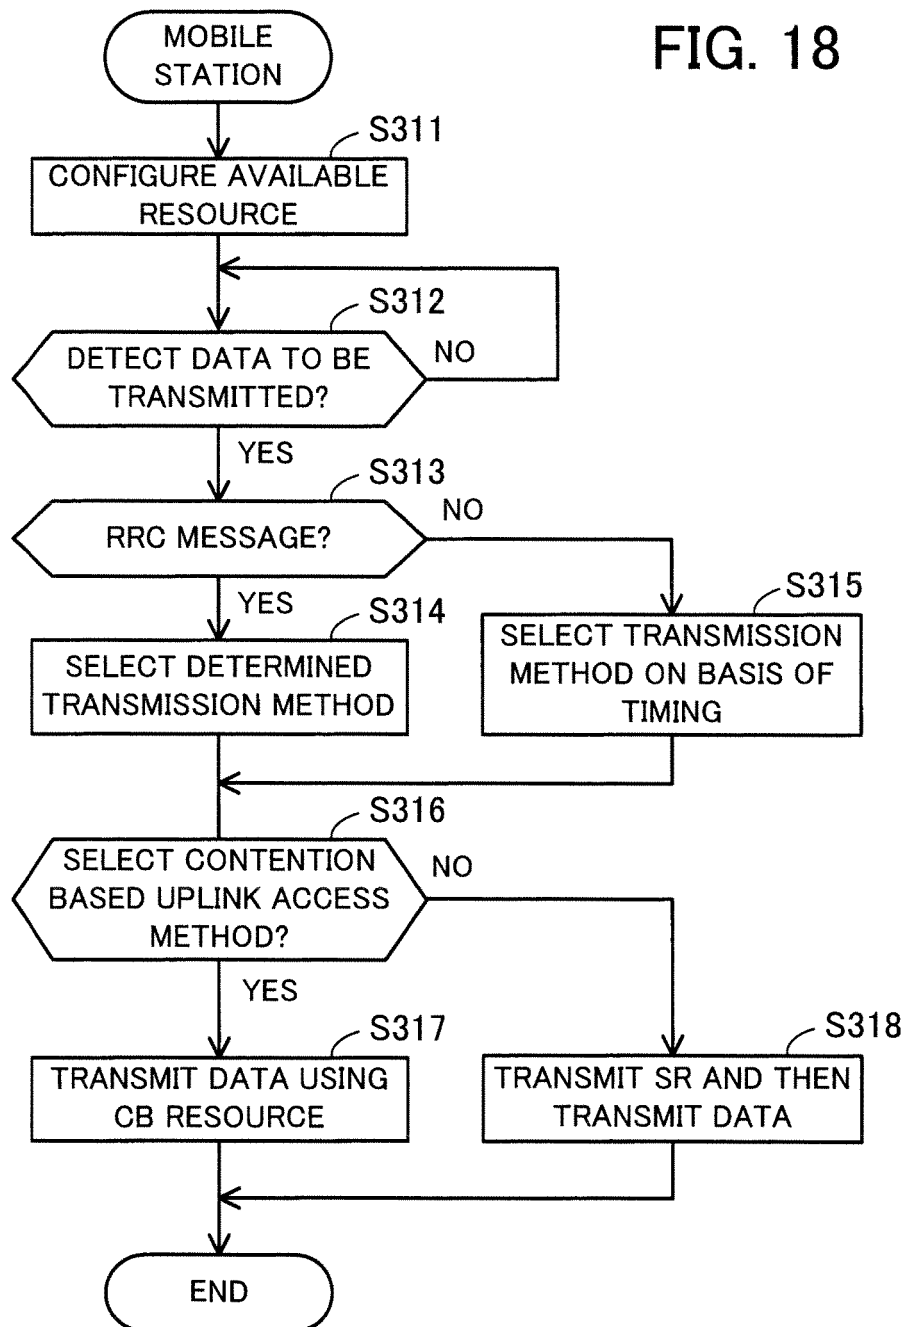 FIG. 18
MOBILE
STATION
S311
CONFIGURE AVAILABLE
RESOURCE
S312
DETECT DATA TO BE
TRANSMITTED?
NO
YES
S313
RRC MESSAGE?
NO
YES
S314
SELECT DETERMINED
TRANSMISSION METHOD
S315
SELECT TRANSMISSION
METHOD ON BASIS OF
TIMING
S316
SELECT CONTENTION
BASED UPLINK ACCESS
METHOD?
NO
YES
S317
TRANSMIT DATA USING
CB RESOURCE
S318
TRANSMIT SR AND THEN
TRANSMIT DATA
END